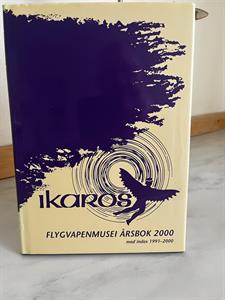 IKAROS
FLYGVAPENMUSEI ÅRSBOK 2000
med index 1991–2000